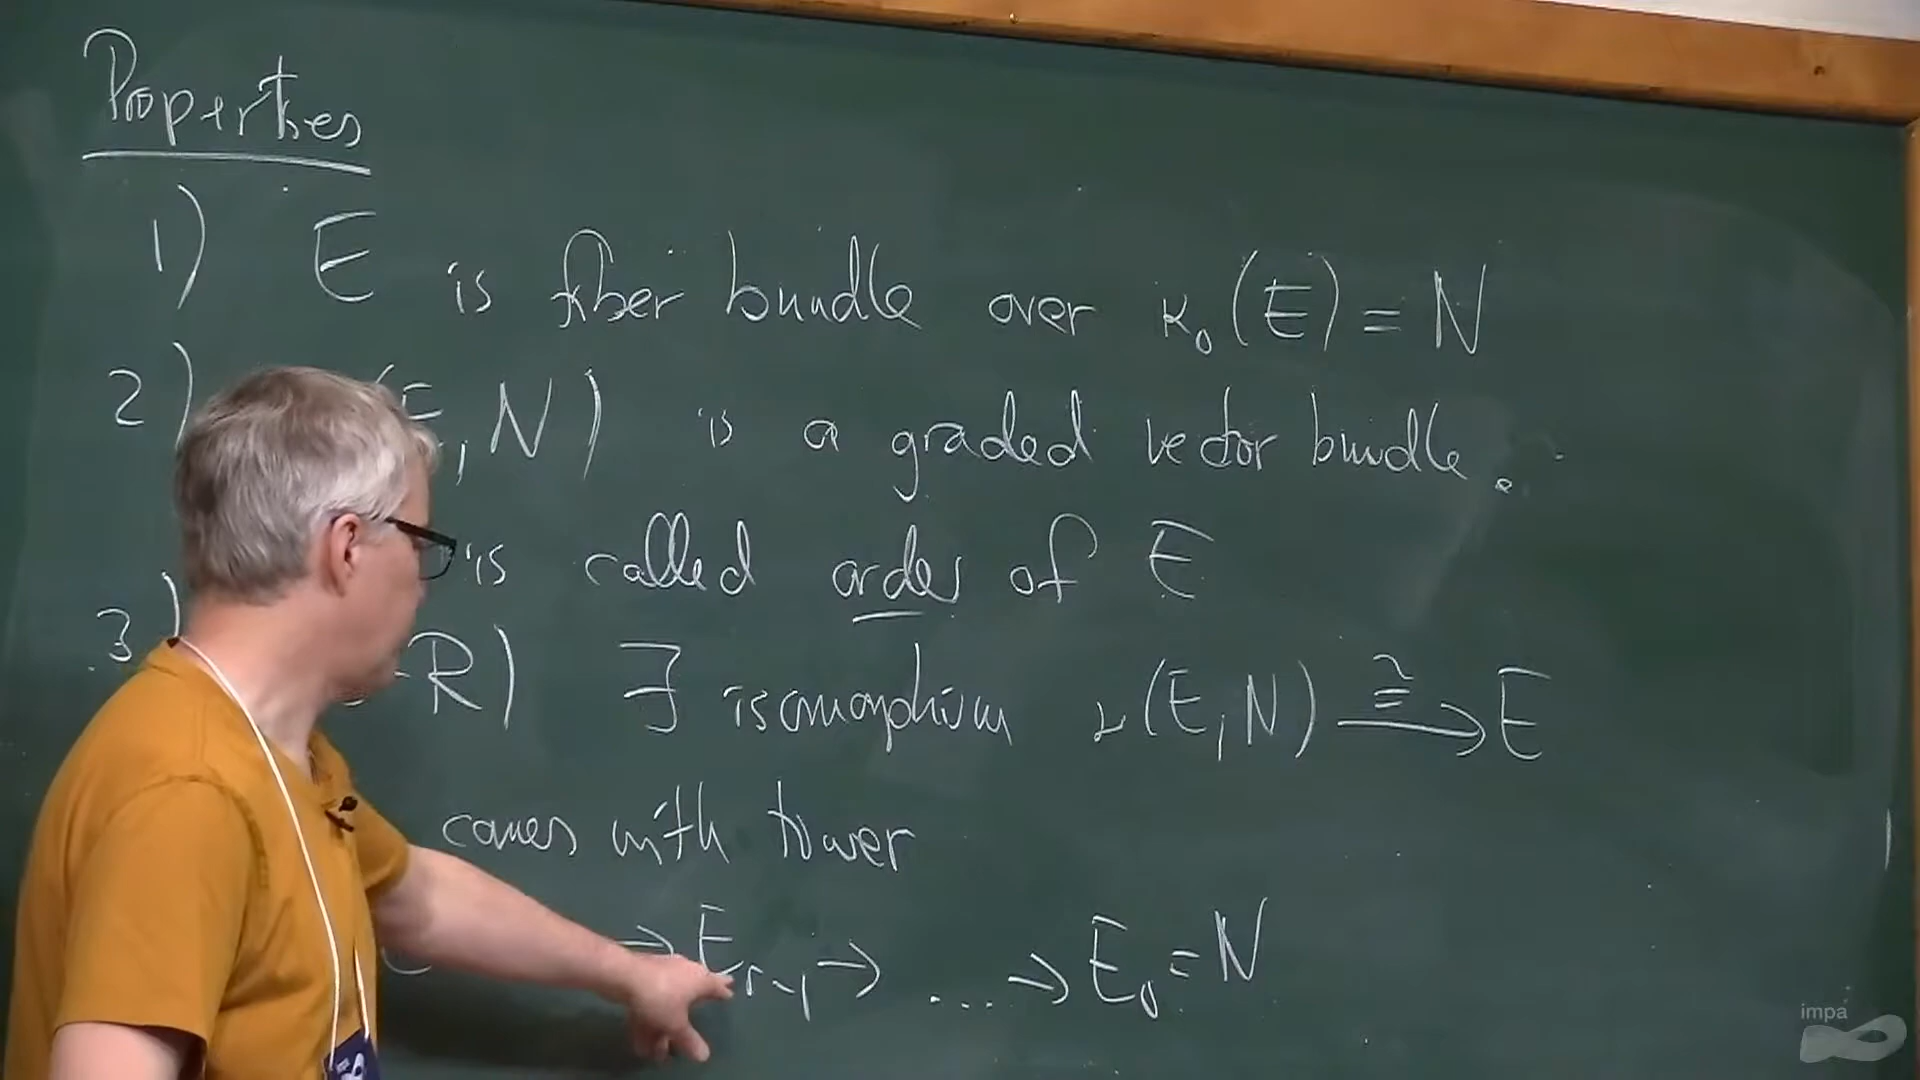 Properties
1) E is fiber bundle over κ₀(E) = N
2) (E, N) is a graded vector bundle.
is called order of E
3) -R) ∃ isomorphism ν(E, N) ≅→ E
comes with tower
→ E_{r-1} → ... → E₀ = N
impa